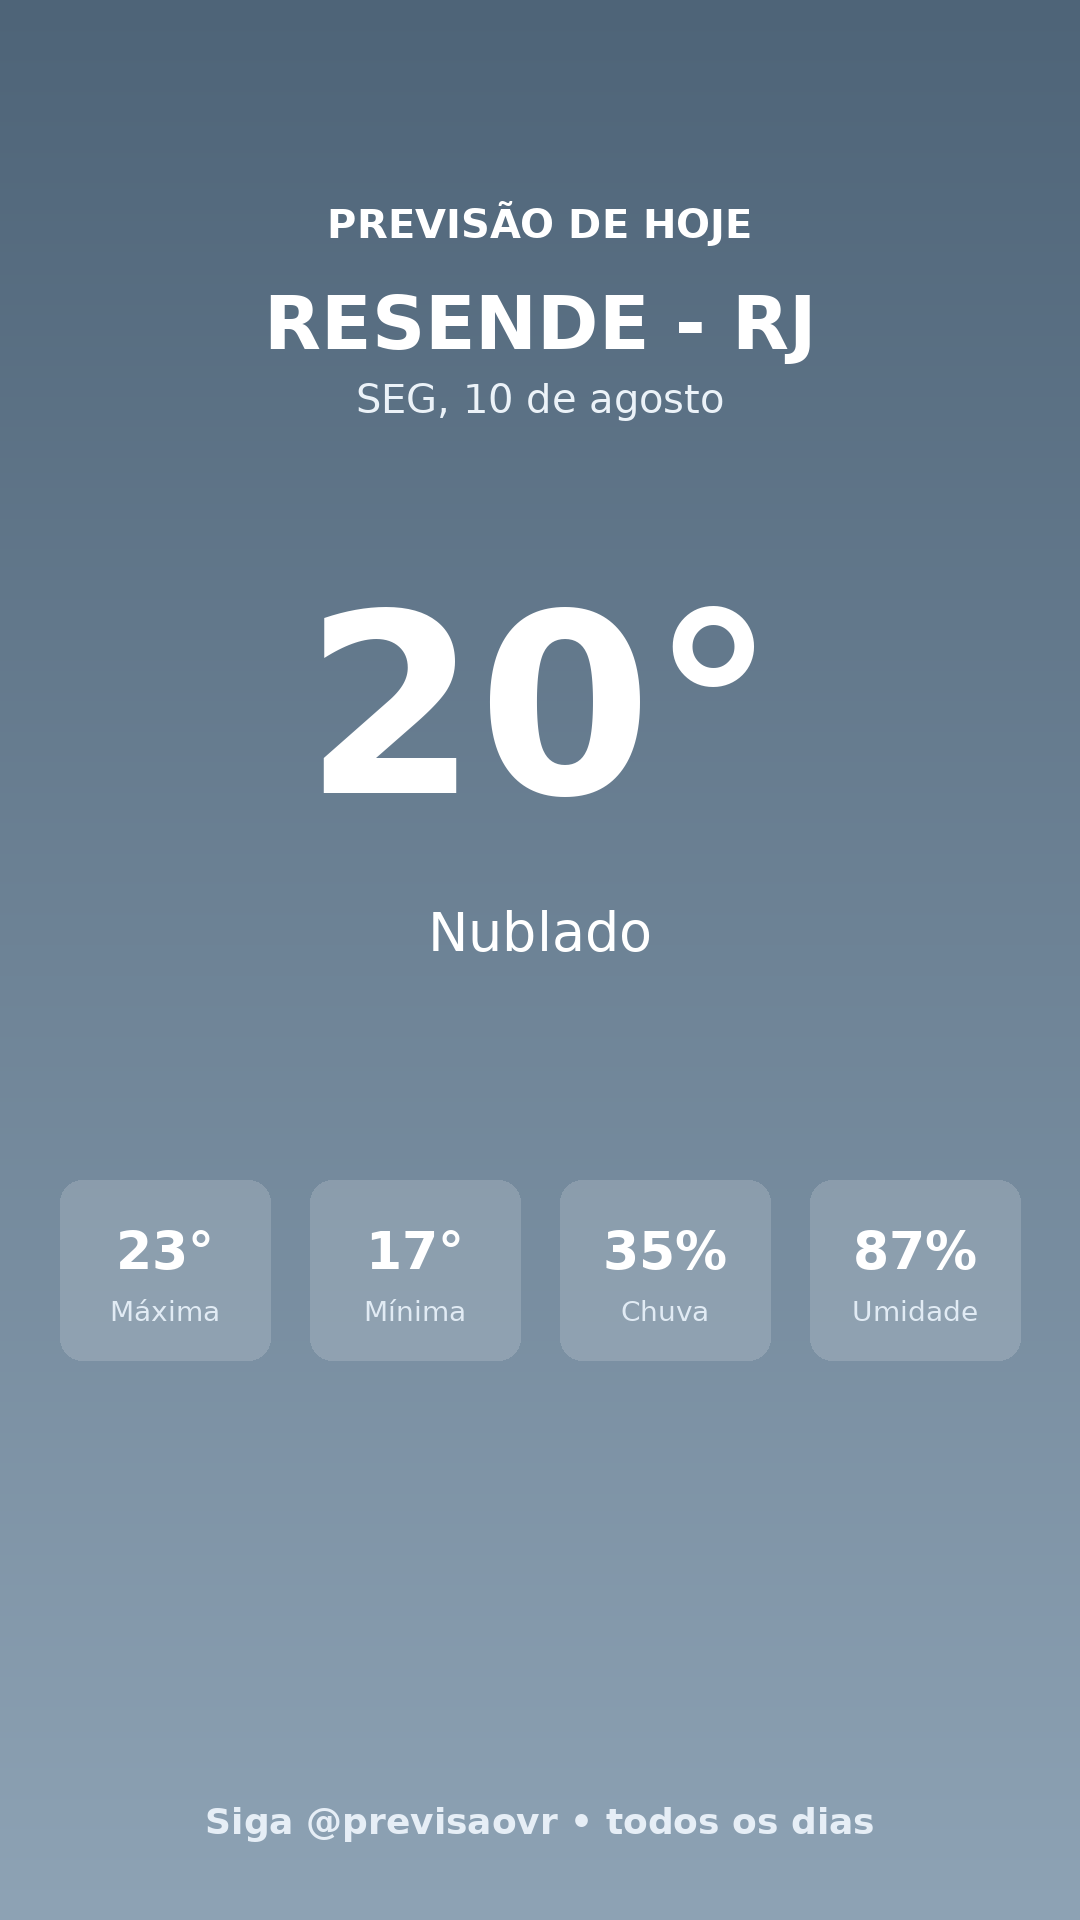 PREVISÃO DE HOJE
RESENDE - RJ
SEG, 10 de agosto
20°
Nublado
23° 17° 35% 87%
Máxima Mínima Chuva Umidade
Siga @previsaovr • todos os dias